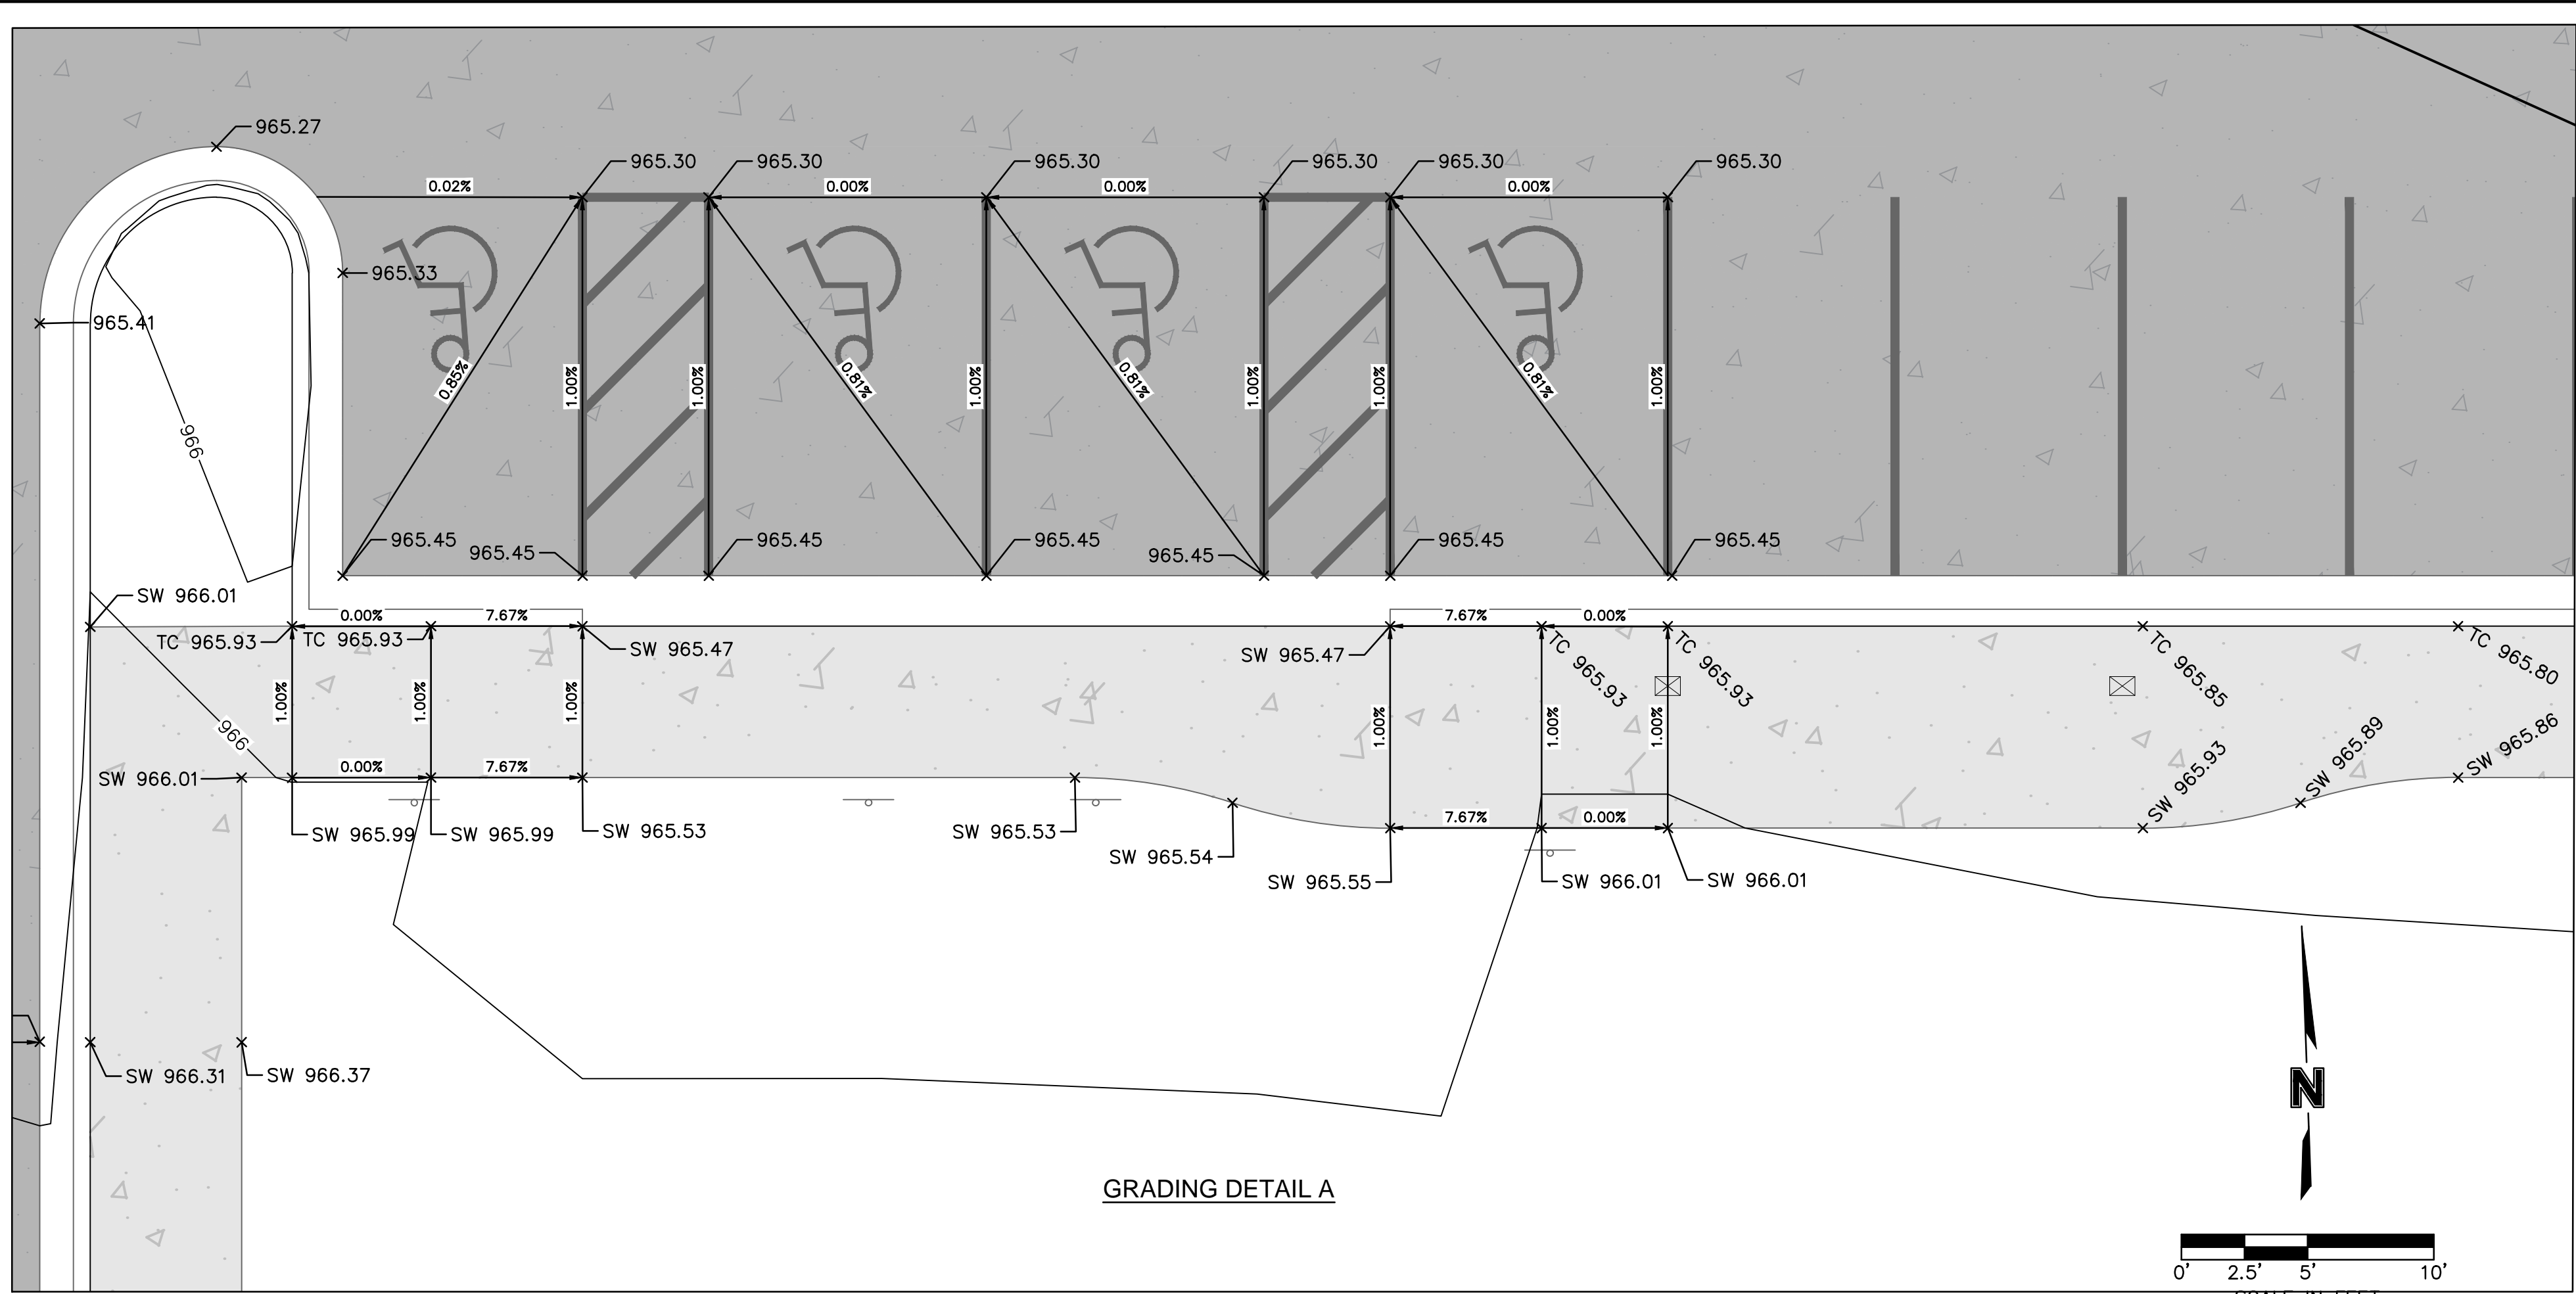 965.27
965.30
965.30
965.30
965.30
965.30
965.30
0.02%
0.00%
0.00%
0.00%
965.33
965.41
0.85%
1.00%
1.00%
0.81%
1.00%
0.81%
1.00%
1.00%
0.81%
1.00%
966
965.45
965.45
965.45
965.45
965.45
965.45
965.45
SW 966.01
0.00%
7.67%
7.67%
0.00%
TC 965.93
TC 965.93
SW 965.47
SW 965.47
TC 965.93
TC 965.93
TC 965.85
TC 965.80
1.00%
1.00%
1.00%
1.00%
1.00%
1.00%
966
SW 966.01
0.00%
7.67%
SW 965.93
SW 965.89
SW 965.86
7.67%
0.00%
SW 965.99
SW 965.99
SW 965.53
SW 965.53
SW 965.54
SW 965.55
SW 966.01
SW 966.01
SW 966.31
SW 966.37
N
GRADING DETAIL A
0' 2.5' 5' 10'